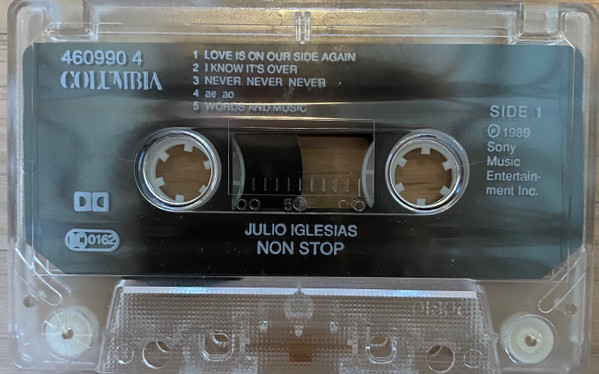 460990 4
COLUMBIA
1 LOVE IS ON OUR SIDE AGAIN
2 I KNOW IT'S OVER
3 NEVER NEVER NEVER
4 ae ao
5 WORDS AND MUSIC
SIDE 1
℗ 1989
Sony
Music
Entertain-
ment Inc.
0162
JULIO IGLESIAS
NON STOP